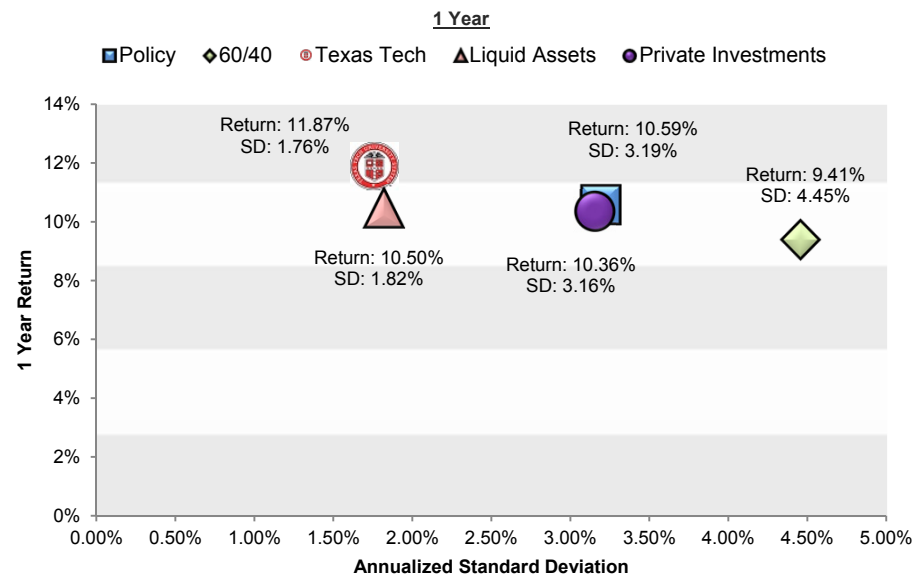 1 Year
Policy 60/40 Texas Tech Liquid Assets Private Investments
14%
12%
10%
8%
6%
4%
2%
0%
1 Year Return
Return: 11.87%
SD: 1.76%
Return: 10.59%
SD: 3.19%
Return: 9.41%
SD: 4.45%
Return: 10.50%
SD: 1.82%
Return: 10.36%
SD: 3.16%
0.00% 0.50% 1.00% 1.50% 2.00% 2.50% 3.00% 3.50% 4.00% 4.50% 5.00%
Annualized Standard Deviation